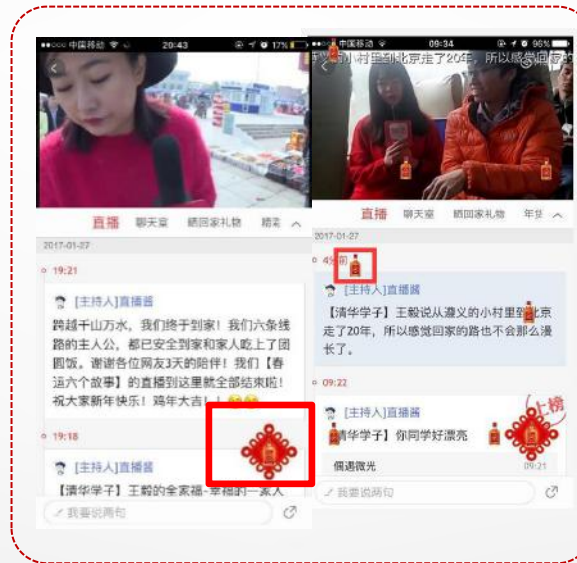 中国移动
20:43
17%
直播 聊天室 晒回家礼物
2017-01-27
19:21
[主持人]直播酱
跨越千山万水，我们终于到家！我们六条线
路的主人公，都已安全到家和家人吃上了团
圆饭。谢谢各位网友3天的陪伴！我们【春
运六个故事】的直播到这里就全部结束啦！
祝大家新年快乐！鸡年大吉！！
19:18
[主持人]直播酱
【清华学子】王毅的全家福-幸福的一家人
我要说两句
中国移动
09:34
96%
的小村里到北京走了20年，所以感觉回家的
直播 聊天室 晒回家礼物 年货
2017-01-27
4分前
[主持人]直播酱
【清华学子】王毅说从遵义的小村里到北京
走了20年，所以感觉回家的路也不会那么漫
长了。
09:22
[主持人]直播酱
清华学子】你同学好漂亮
上榜
偶遇微光
09:21
我要说两句